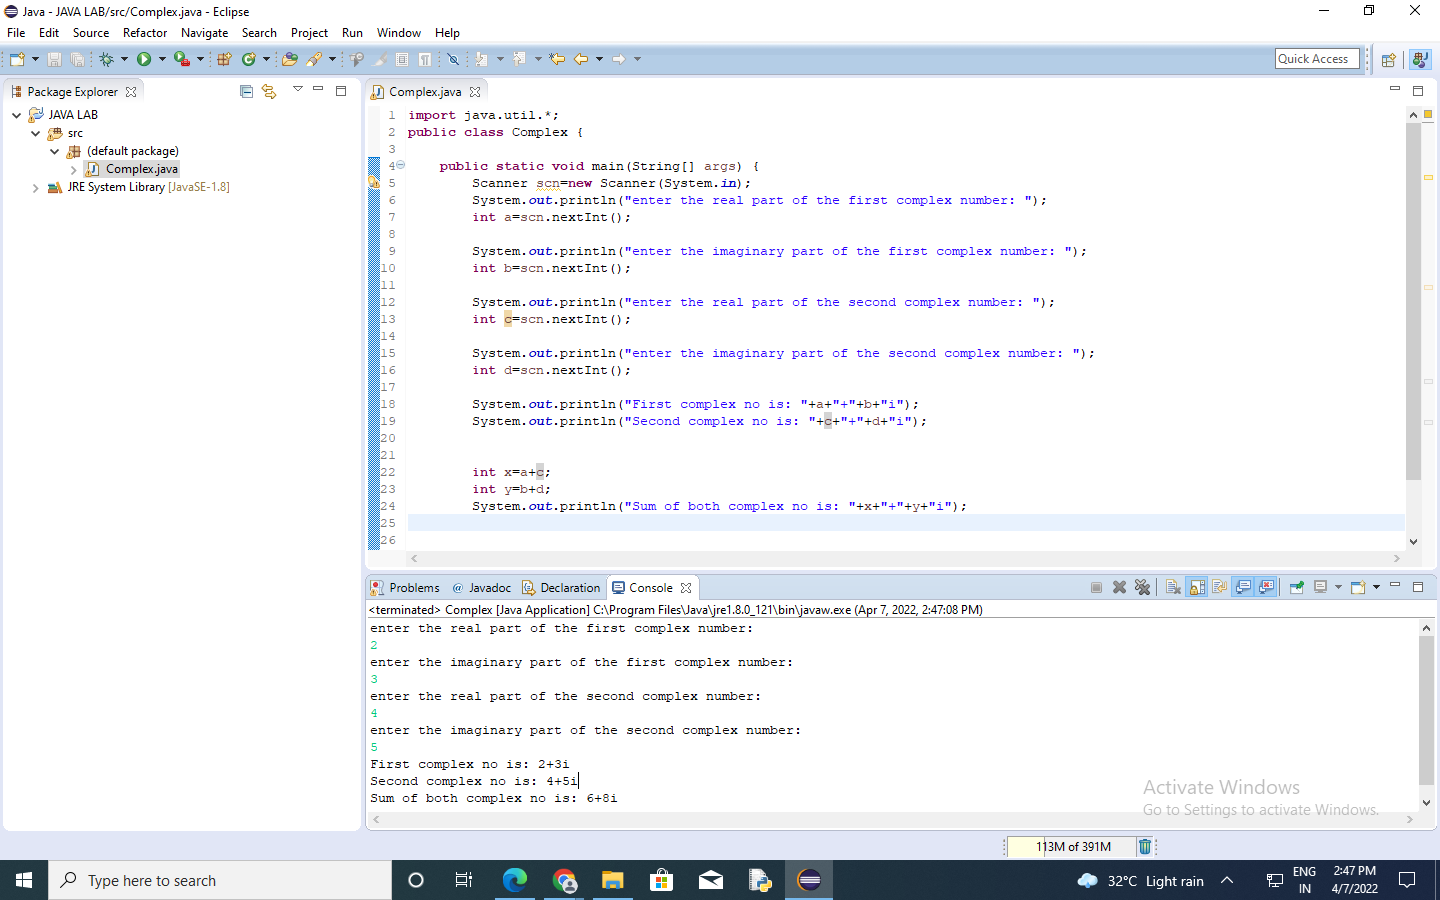 Java - JAVA LAB/src/Complex.java - Eclipse
File Edit Source Refactor Navigate Search Project Run Window Help
Quick Access
Package Explorer
JAVA LAB
src
(default package)
Complex.java
JRE System Library [JavaSE-1.8]
Complex.java
1 import java.util.*;
2 public class Complex {
3
4 public static void main(String[] args) {
5 Scanner scn=new Scanner(System.in);
6 System.out.println("enter the real part of the first complex number: ");
7 int a=scn.nextInt();
8
9 System.out.println("enter the imaginary part of the first complex number: ");
10 int b=scn.nextInt();
11
12 System.out.println("enter the real part of the second complex number: ");
13 int c=scn.nextInt();
14
15 System.out.println("enter the imaginary part of the second complex number: ");
16 int d=scn.nextInt();
17
18 System.out.println("First complex no is: "+a+"+"+b+"i");
19 System.out.println("Second complex no is: "+c+"+"+d+"i");
20
21
22 int x=a+c;
23 int y=b+d;
24 System.out.println("Sum of both complex no is: "+x+"+"+y+"i");
25
26
Problems Javadoc Declaration Console
<terminated> Complex [Java Application] C:\Program Files\Java\jre1.8.0_121\bin\javaw.exe (Apr 7, 2022, 2:47:08 PM)
enter the real part of the first complex number:
2
enter the imaginary part of the first complex number:
3
enter the real part of the second complex number:
4
enter the imaginary part of the second complex number:
5
First complex no is: 2+3i
Second complex no is: 4+5i
Sum of both complex no is: 6+8i
Activate Windows
Go to Settings to activate Windows.
113M of 391M
Type here to search
32°C Light rain
ENG
IN
2:47 PM
4/7/2022